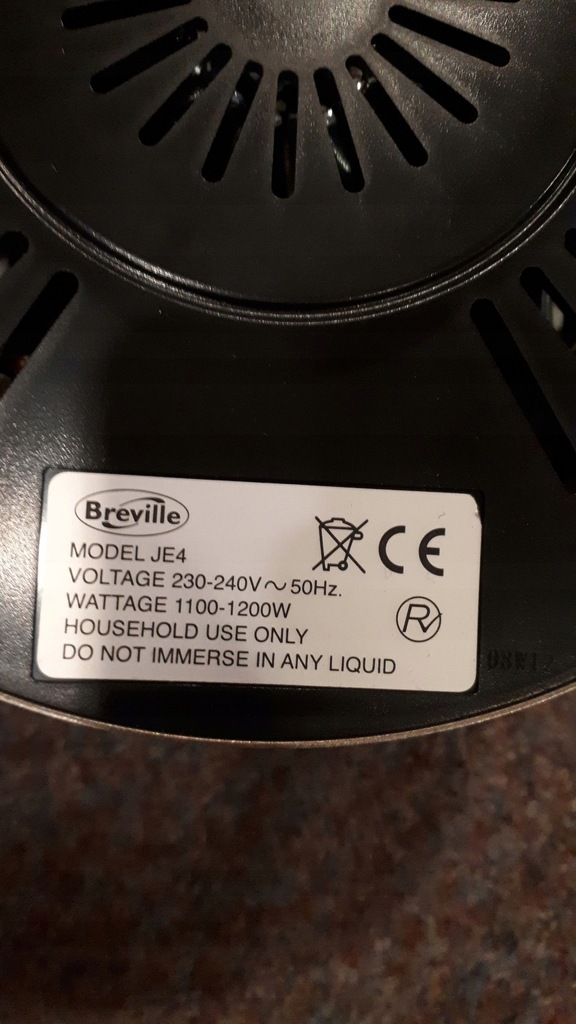 Breville
MODEL JE4
VOLTAGE 230-240V~50Hz.
WATTAGE 1100-1200W
HOUSEHOLD USE ONLY
DO NOT IMMERSE IN ANY LIQUID
CE
RV